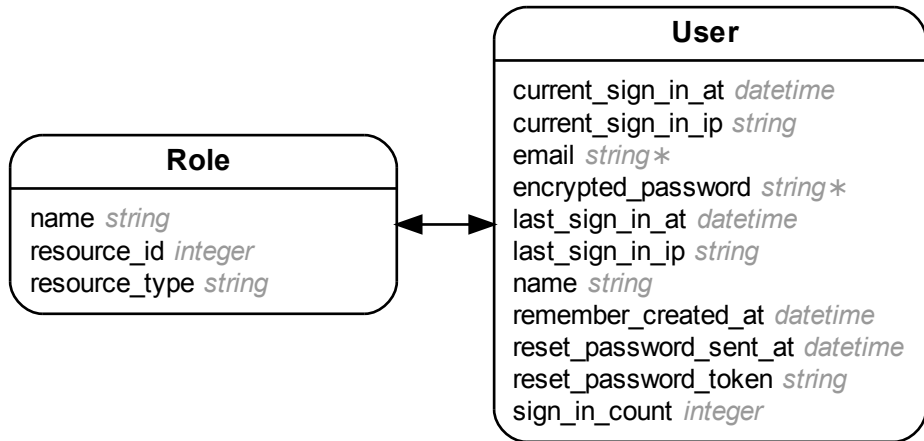 Role
name string
resource_id integer
resource_type string
User
current_sign_in_at datetime
current_sign_in_ip string
email string∗
encrypted_password string∗
last_sign_in_at datetime
last_sign_in_ip string
name string
remember_created_at datetime
reset_password_sent_at datetime
reset_password_token string
sign_in_count integer